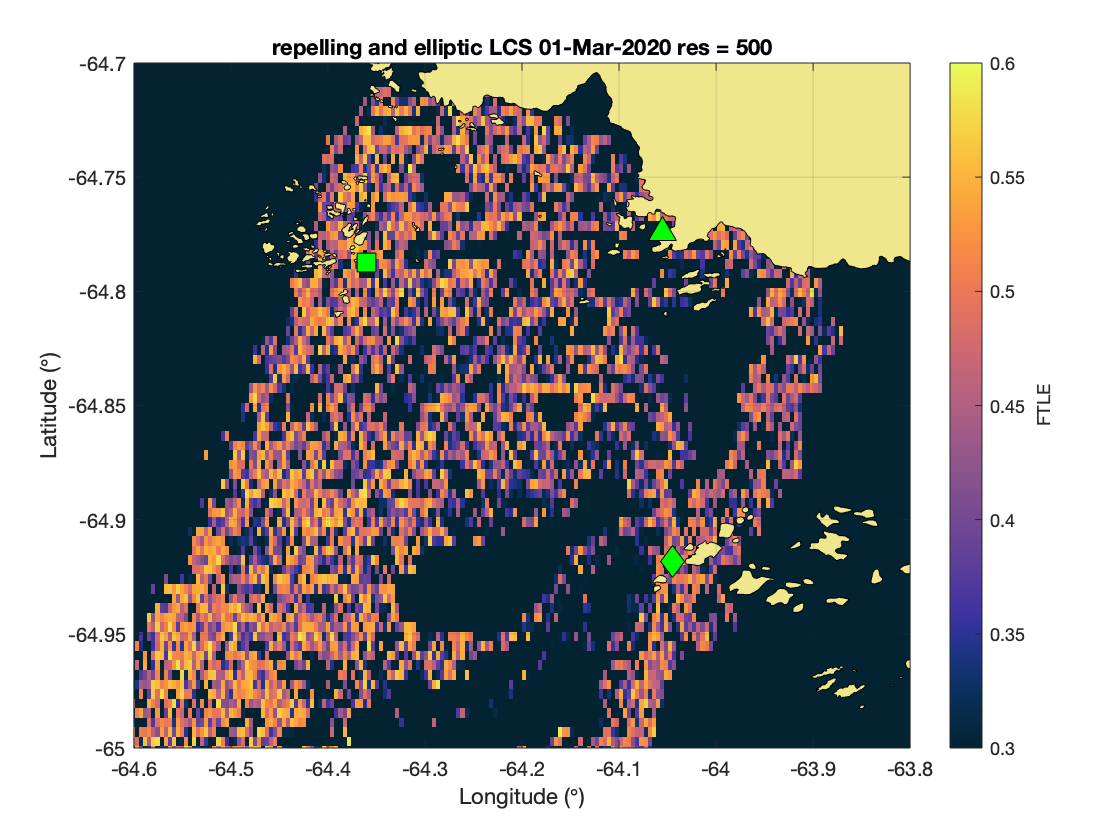 repelling and elliptic LCS 01-Mar-2020 res = 500
-64.7
-64.75
-64.8
-64.85
-64.9
-64.95
-65
Latitude (°)
-64.6 -64.5 -64.4 -64.3 -64.2 -64.1 -64 -63.9 -63.8
Longitude (°)
0.6
0.55
0.5
0.45
0.4
0.35
0.3
FTLE